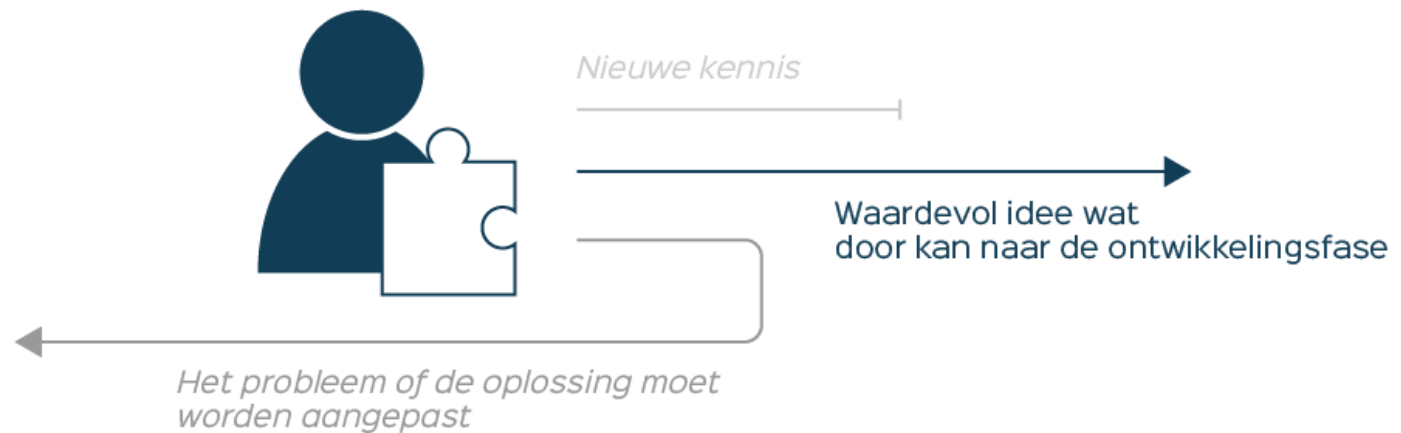 Nieuwe kennis
Waardevol idee wat
door kan naar de ontwikkelingsfase
Het probleem of de oplossing moet
worden aangepast